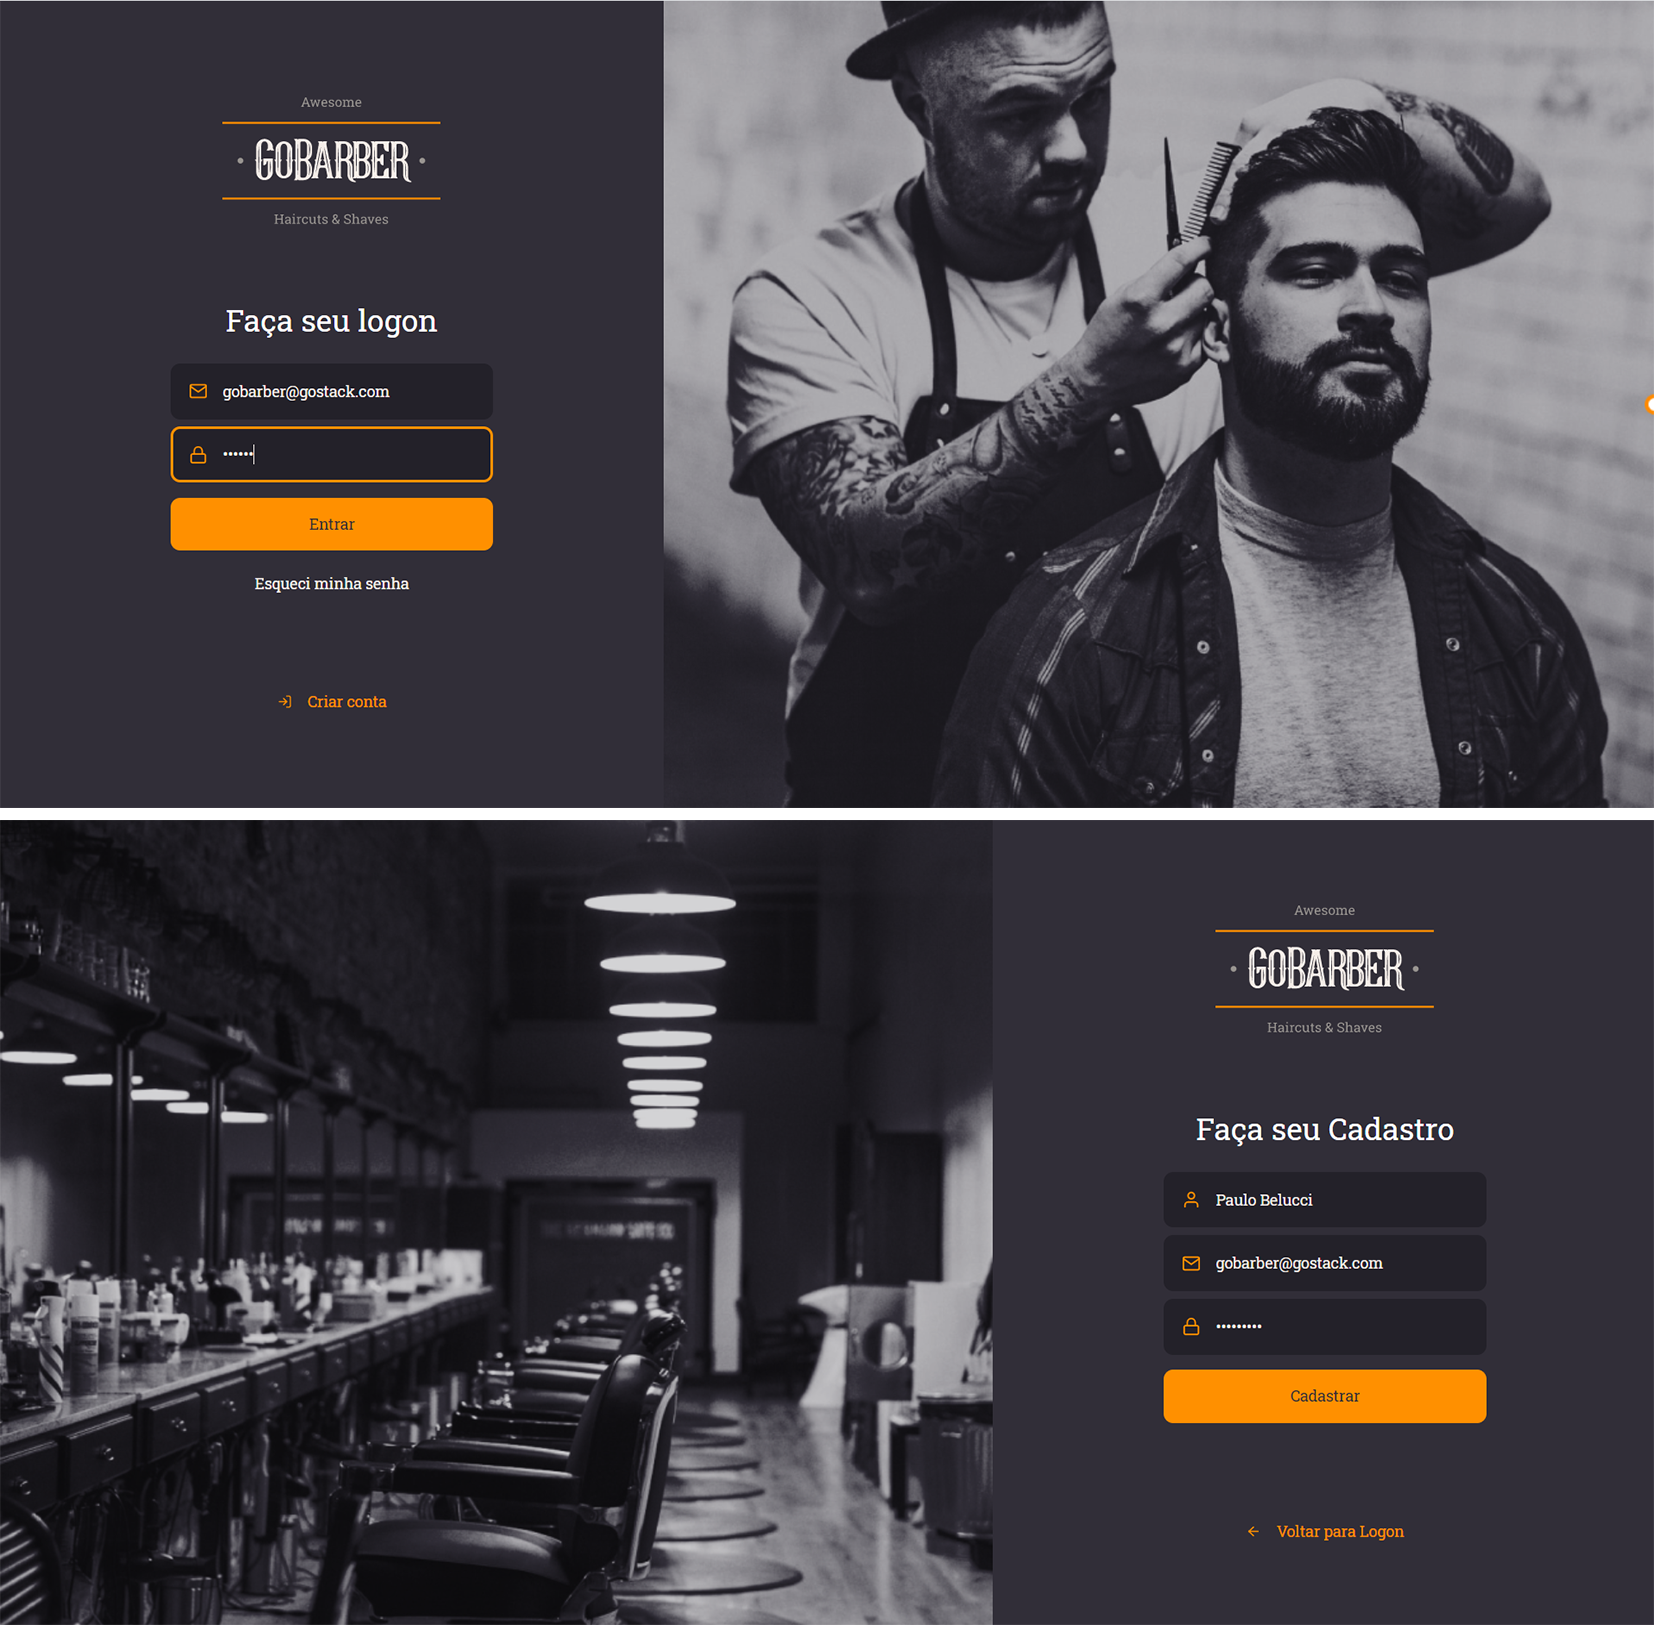 Awesome
GOBARBER
Haircuts & Shaves
Faça seu logon
gobarber@gostack.com
••••••
Entrar
Esqueci minha senha
Criar conta
Awesome
GOBARBER
Haircuts & Shaves
Faça seu Cadastro
Paulo Belucci
gobarber@gostack.com
•••••••••
Cadastrar
Voltar para Logon